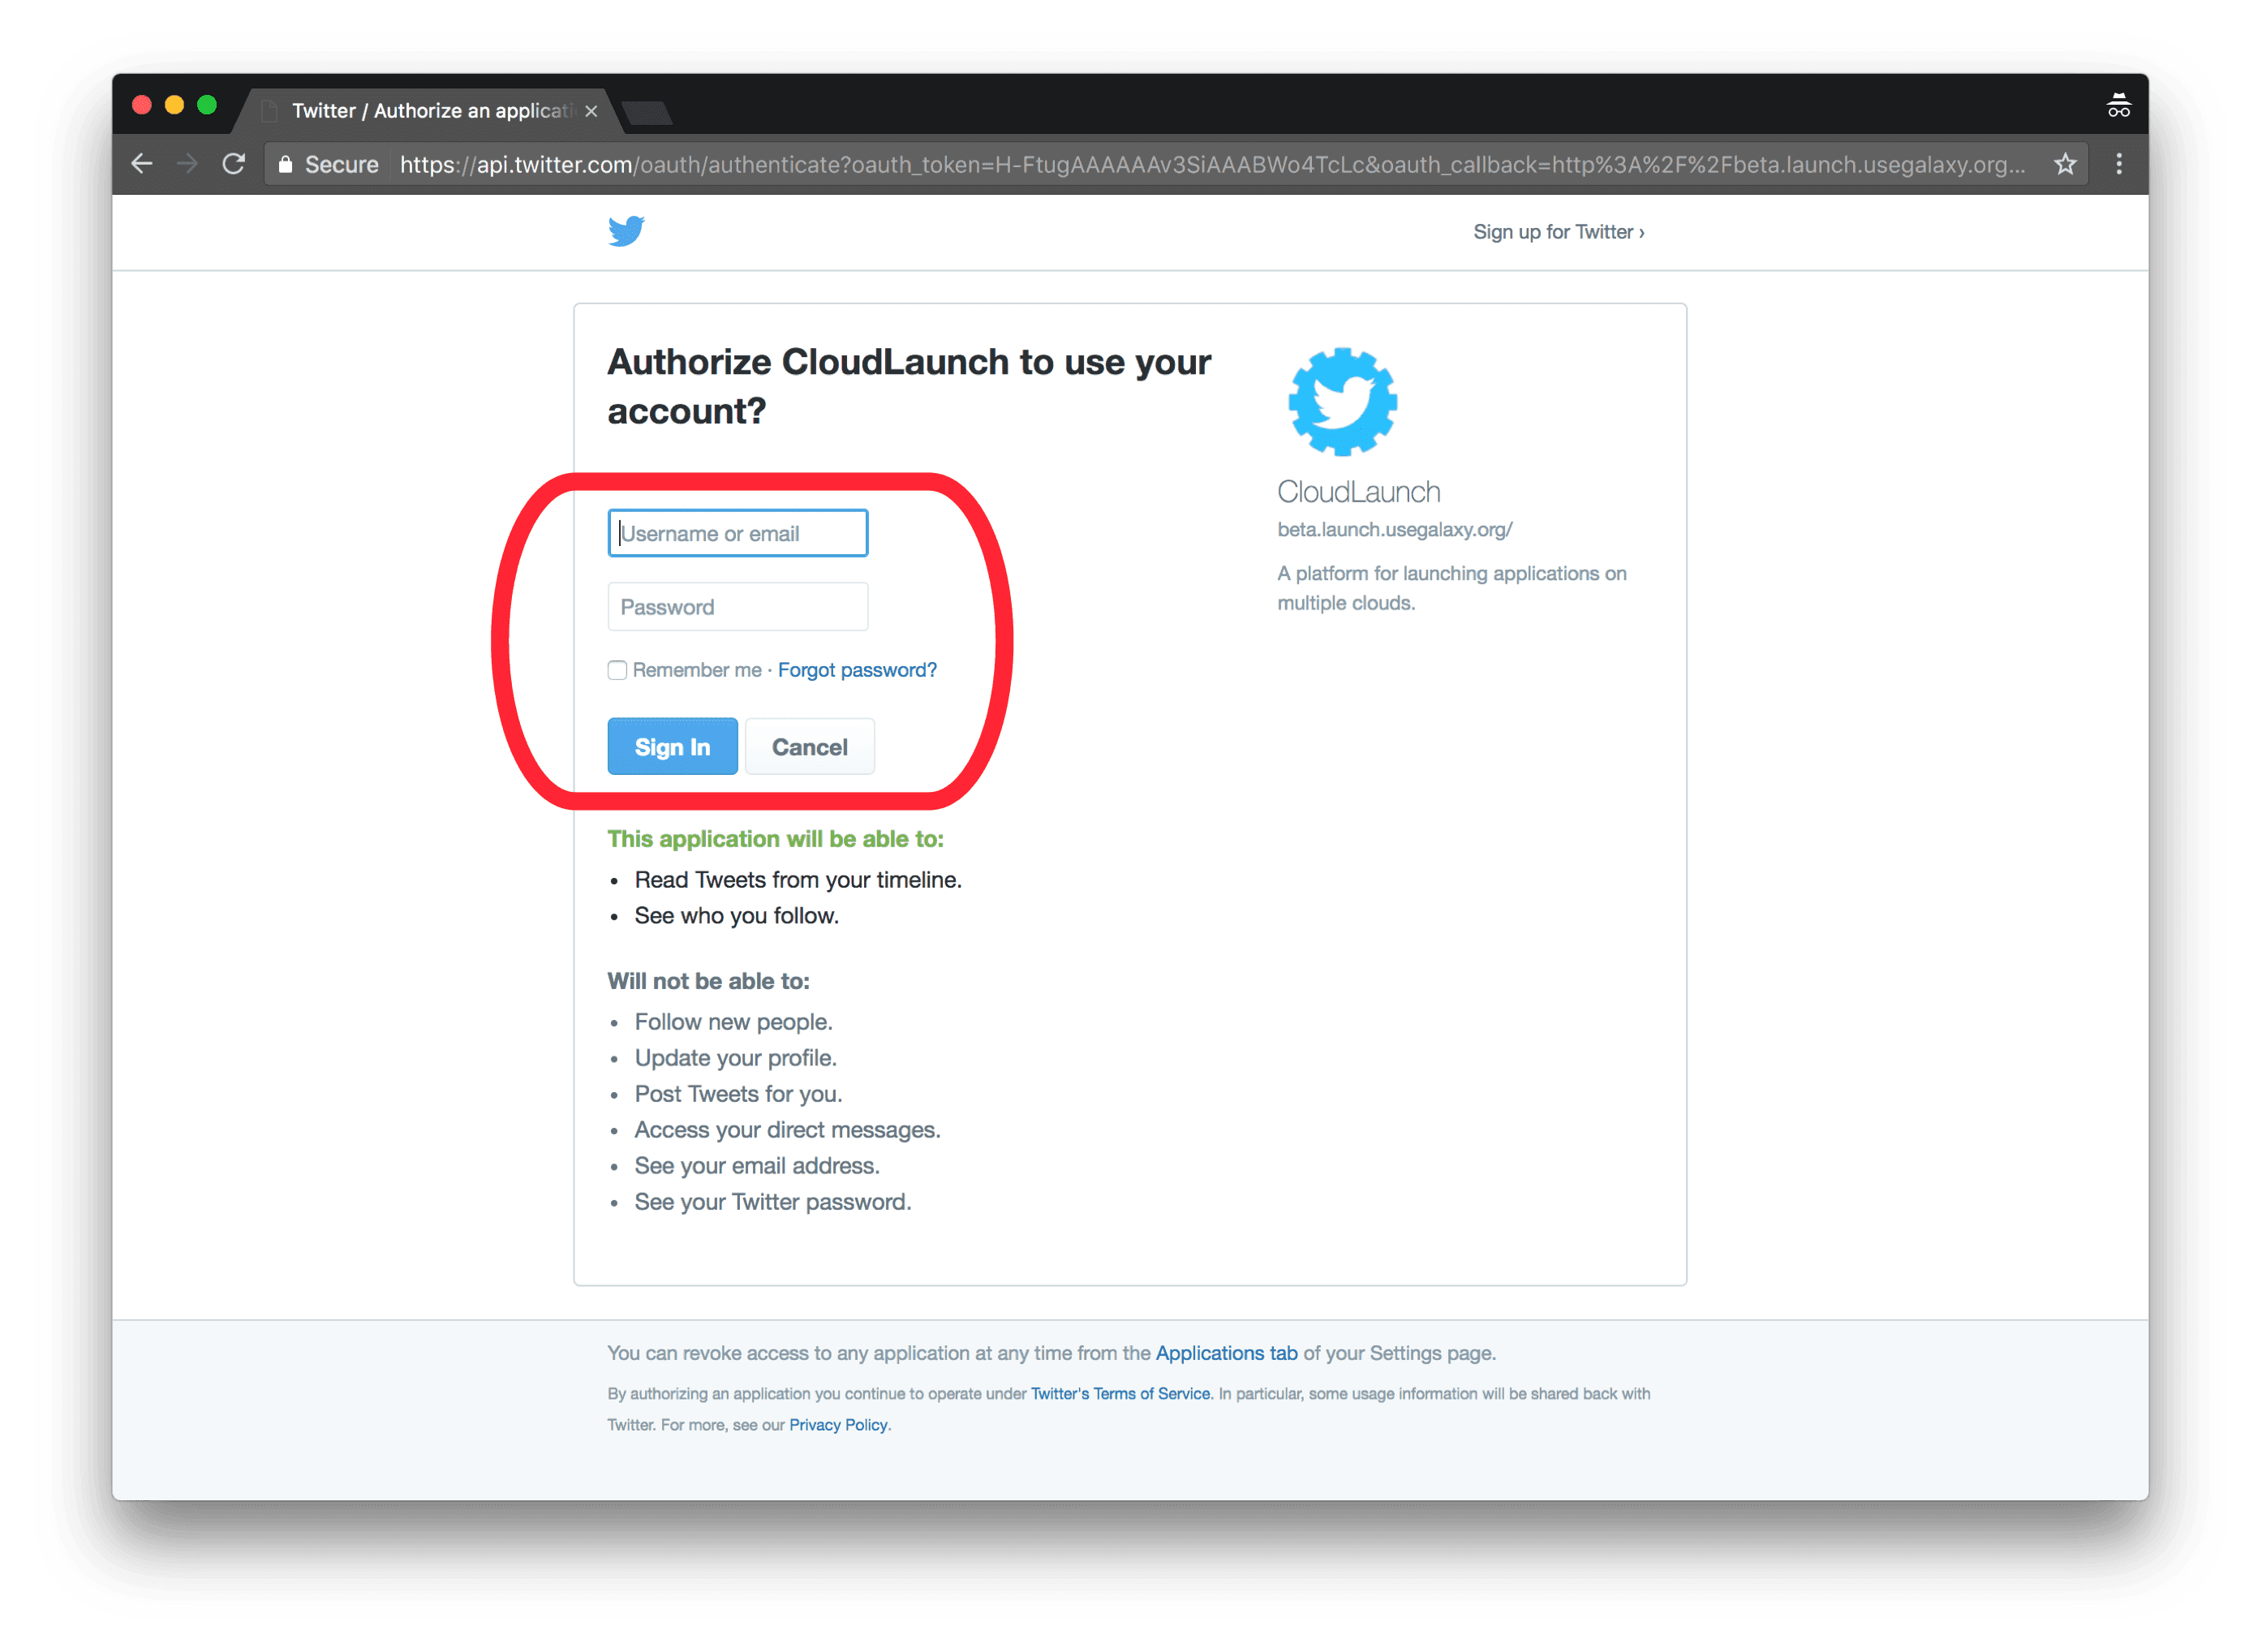 Twitter / Authorize an applicati
Secure https://api.twitter.com/oauth/authenticate?oauth_token=H-FtugAAAAAAv3SiAAABWo4TcLc&oauth_callback=http%3A%2F%2Fbeta.launch.usegalaxy.org...
Sign up for Twitter ›
Authorize CloudLaunch to use your
account?
Username or email
Password
Remember me · Forgot password?
Sign In Cancel
CloudLaunch
beta.launch.usegalaxy.org/
A platform for launching applications on
multiple clouds.
This application will be able to:
• Read Tweets from your timeline.
• See who you follow.
Will not be able to:
• Follow new people.
• Update your profile.
• Post Tweets for you.
• Access your direct messages.
• See your email address.
• See your Twitter password.
You can revoke access to any application at any time from the Applications tab of your Settings page.
By authorizing an application you continue to operate under Twitter's Terms of Service. In particular, some usage information will be shared back with
Twitter. For more, see our Privacy Policy.